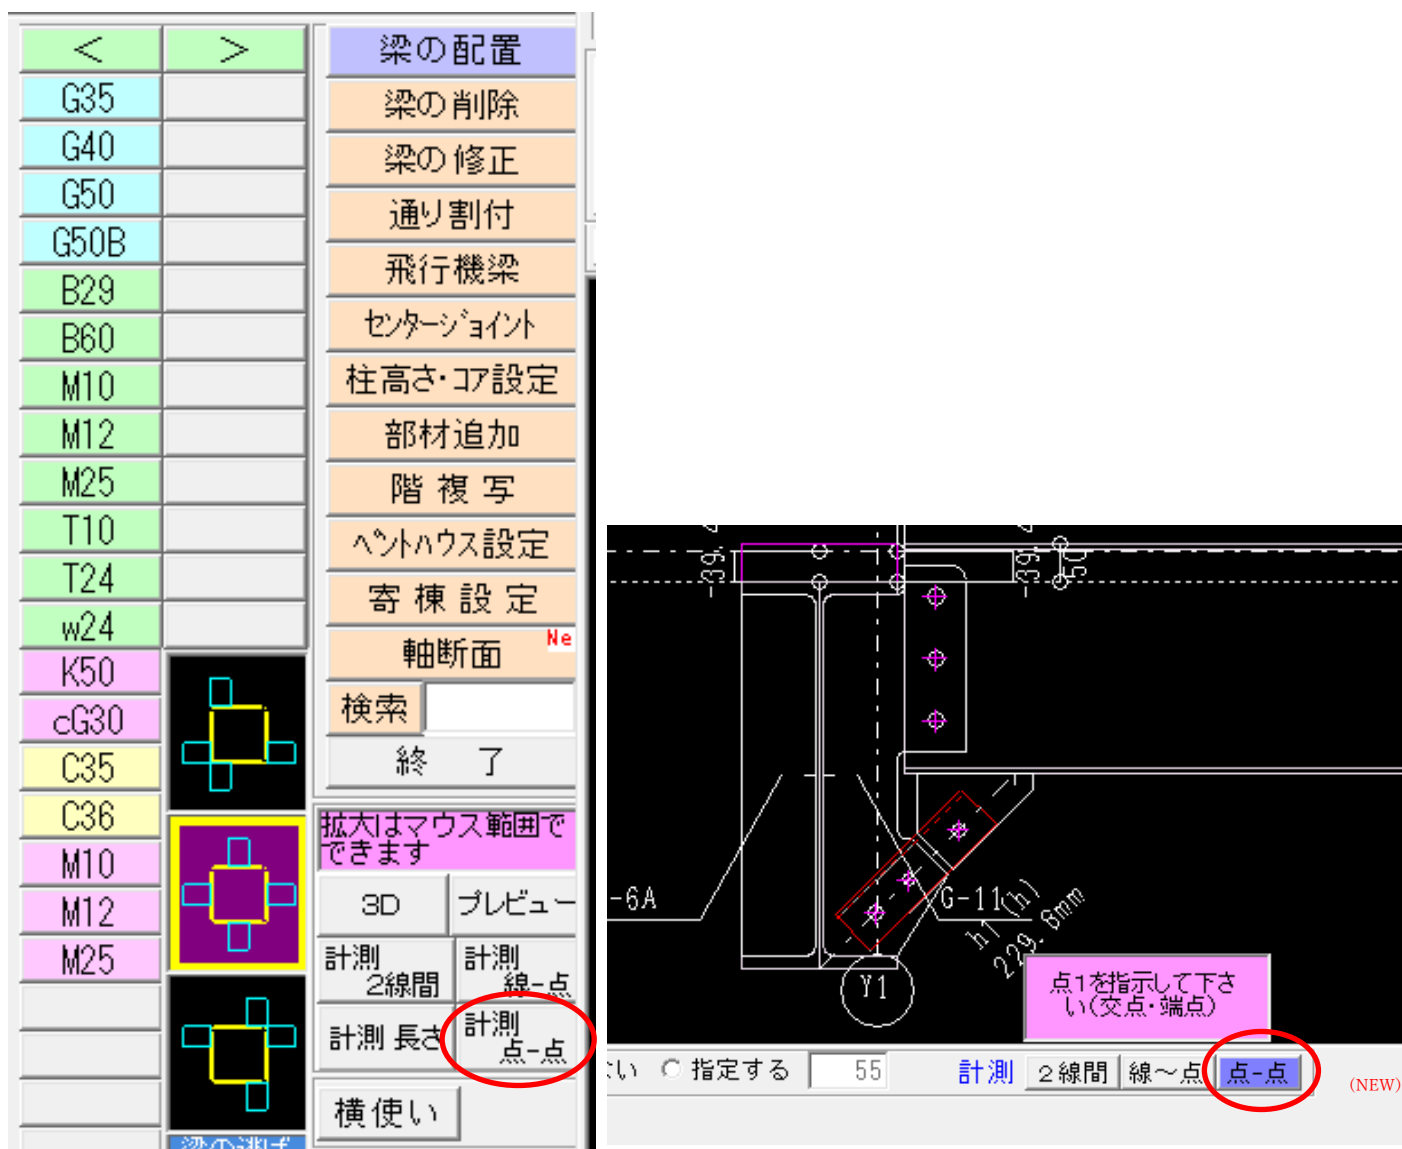 < >
G35
G40
G50
G50B
B29
B60
M10
M12
M25
T10
T24
w24
K50
cG30
C35
C36
M10
M12
M25
梁の配置
梁の削除
梁の修正
通り割付
飛行機梁
センタージョイント
柱高さ・コア設定
部材追加
階複写
ペントハウス設定
寄棟設定
軸断面 Ne
検索
終 了
拡大はマウス範囲で
できます
3D プレビュー
計測
2線間
計測
線-点
計測 長さ
計測
点-点
横使い
-39.
-39.
50
-6A
G-11
h1(h)
229.8mm
Y1
点1を指示して下さ
い(交点・端点)
い 指定する 55 計測 2線間 線～点 点-点
(NEW)